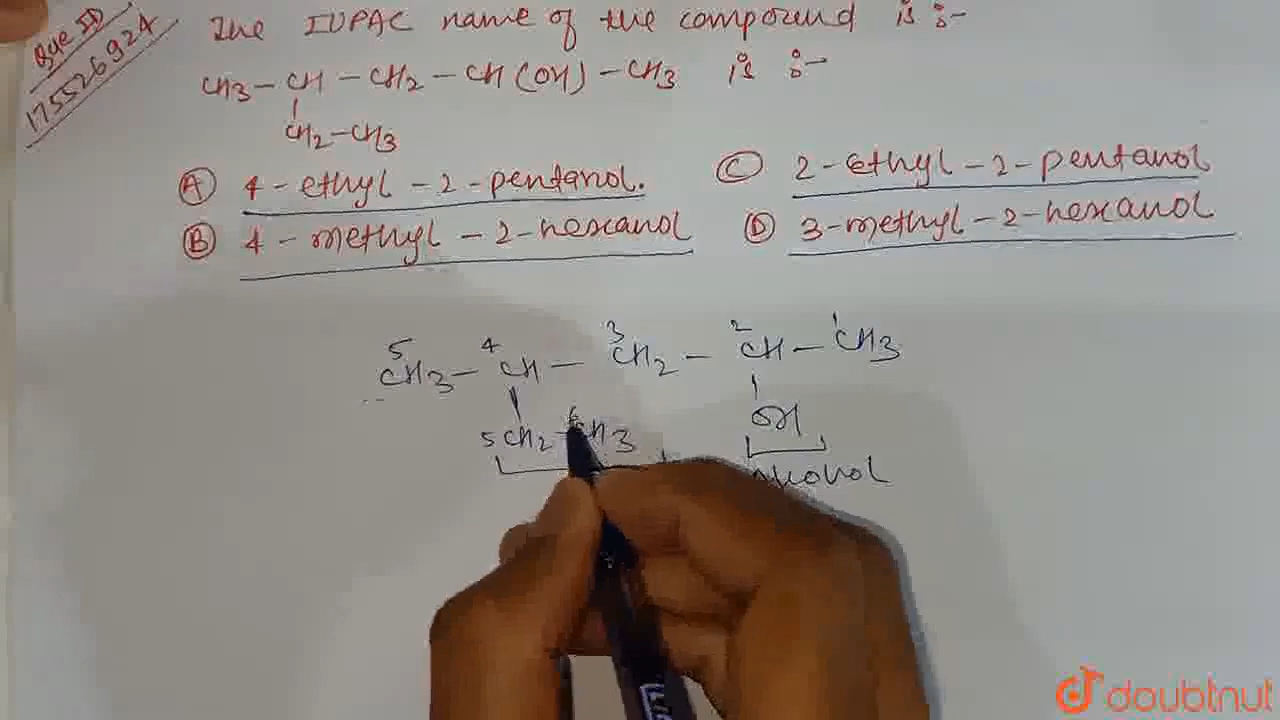 Que 50
175526924
The IUPAC name of the compound is :-
CH3 - CH - CH2 - CH (OH) - CH3 is :-
CH2 - CH3
(A) 4 - ethyl - 2 - pentanol.
(C) 2 - ethyl - 2 - pentanol
(B) 4 - methyl - 2 - hexanol
(D) 3 - methyl - 2 - hexanol
5 4 3 2 1
CH3 - CH - CH2 - CH - CH3
OH
5 CH2 - CH3
alcohol
doubtnut